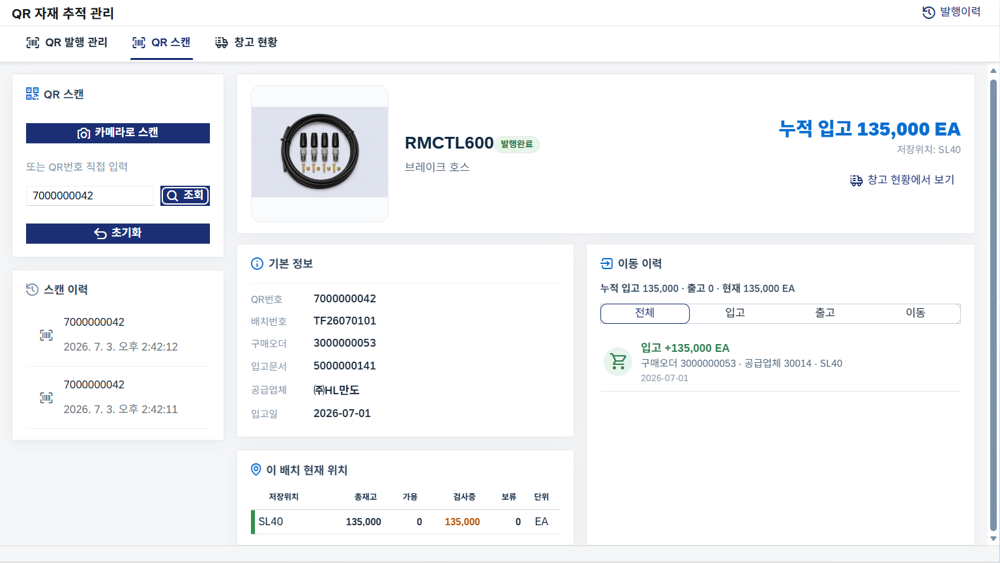 QR 자재 추적 관리
발행이력
QR 발행 관리
QR 스캔
창고 현황
QR 스캔
카메라로 스캔
또는 QR번호 직접 입력
7000000042
조회
초기화
스캔 이력
7000000042
2026. 7. 3. 오후 2:42:12
7000000042
2026. 7. 3. 오후 2:42:11
RMCTL600
발행완료
브레이크 호스
누적 입고 135,000 EA
저장위치: SL40
창고 현황에서 보기
기본 정보
QR번호 7000000042
배치번호 TF26070101
구매오더 3000000053
입고문서 5000000141
공급업체 ㈜HL만도
입고일 2026-07-01
이 배치 현재 위치
저장위치 총재고 가용 검사중 보류 단위
SL40 135,000 0 135,000 0 EA
이동 이력
누적 입고 135,000 · 출고 0 · 현재 135,000 EA
전체 입고 출고 이동
입고 +135,000 EA
구매오더 3000000053 · 공급업체 30014 · SL40
2026-07-01